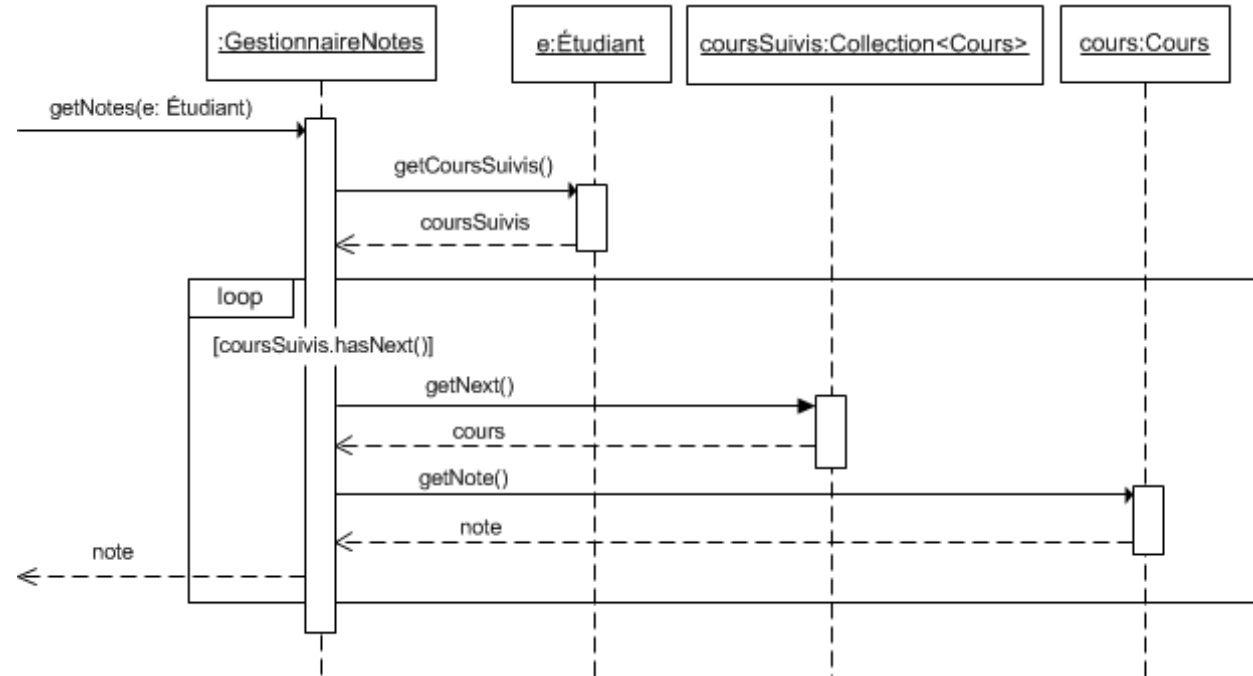 :GestionnaireNotes
e:Étudiant
coursSuivis:Collection<Cours>
cours:Cours
getNotes(e: Étudiant)
getCoursSuivis()
coursSuivis
loop
[coursSuivis.hasNext()]
getNext()
cours
getNote()
note
note